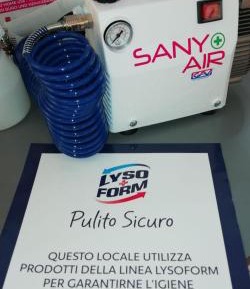 SANY+
AIR
LYSO
FORM
Pulito Sicuro
QUESTO LOCALE UTILIZZA
PRODOTTI DELLA LINEA LYSOFORM
PER GARANTIRNE L'IGIENE